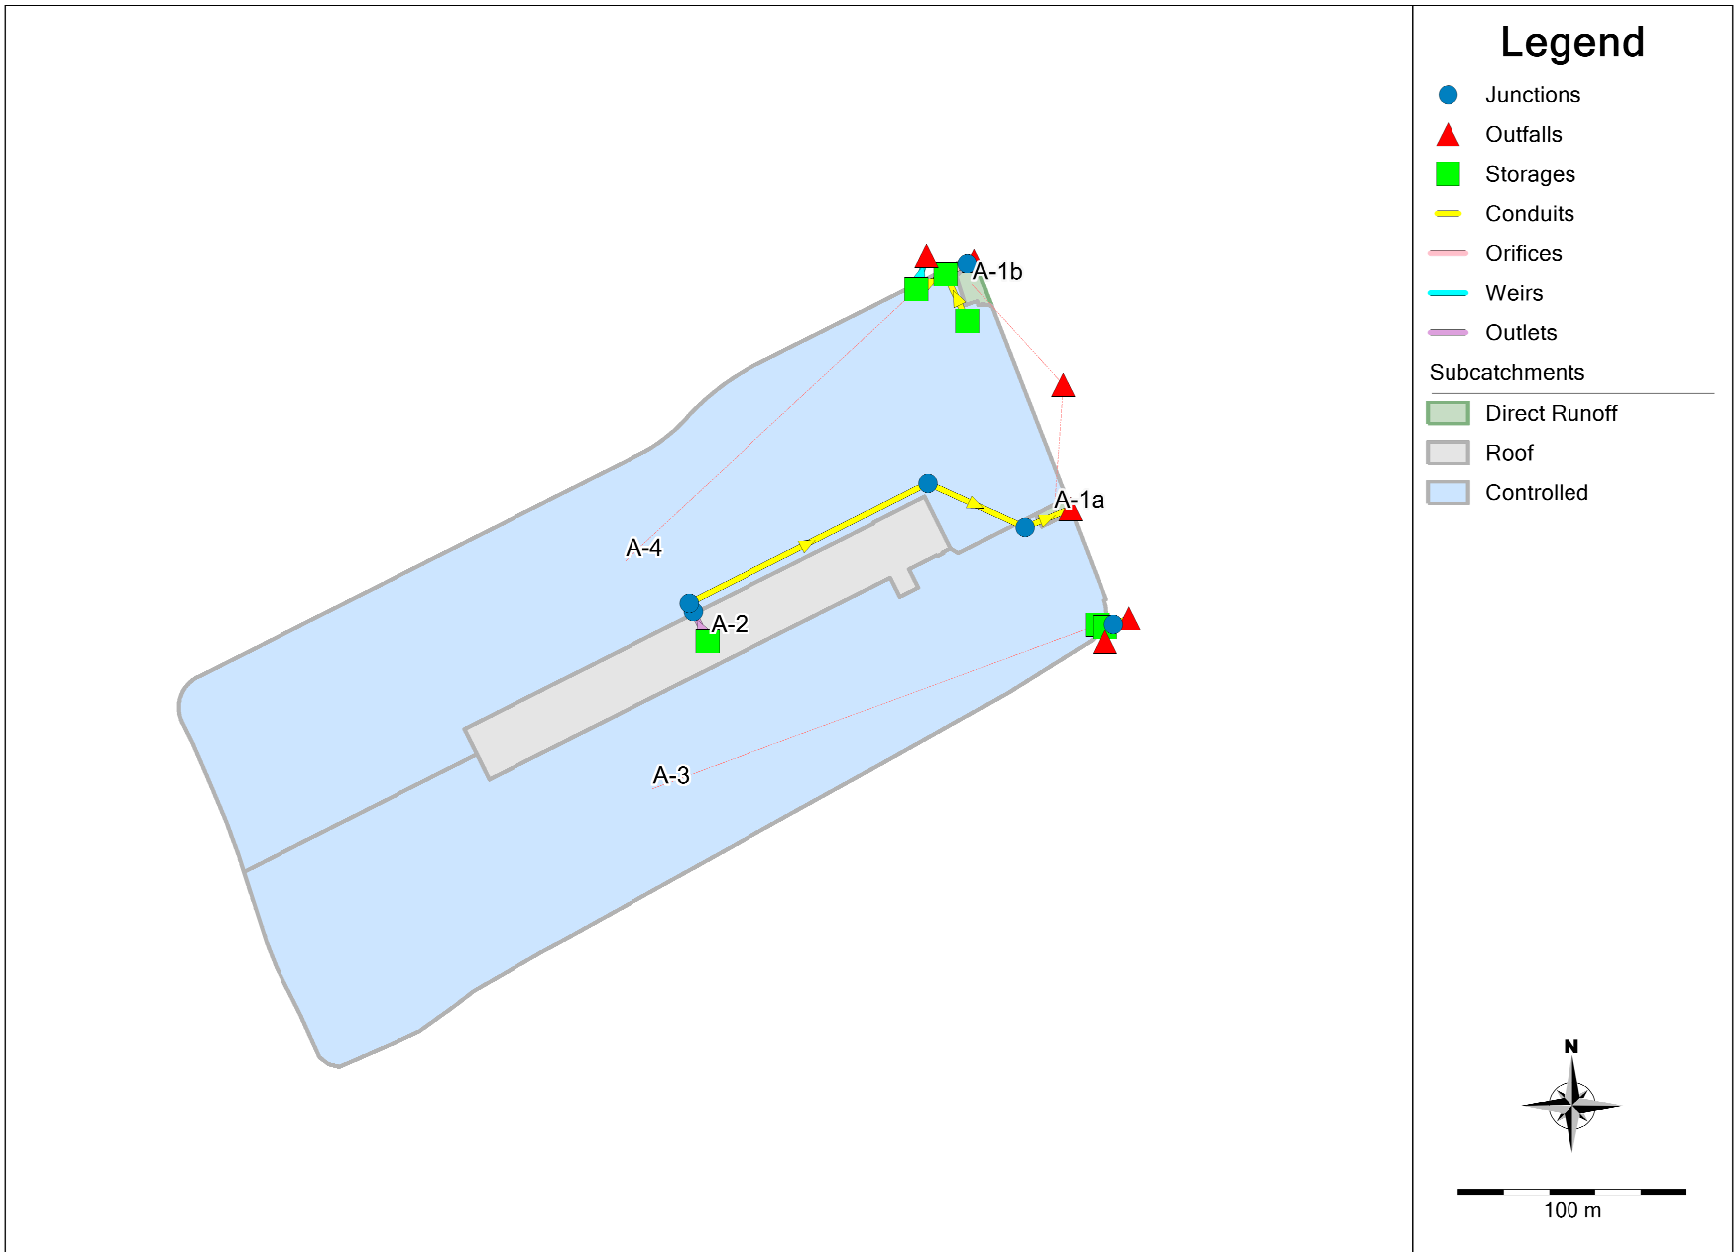 Legend
Junctions
Outfalls
Storages
Conduits
Orifices
Weirs
Outlets
Subcatchments
Direct Runoff
Roof
Controlled
A-1b
A-1a
A-4
A-2
A-3
N
100 m